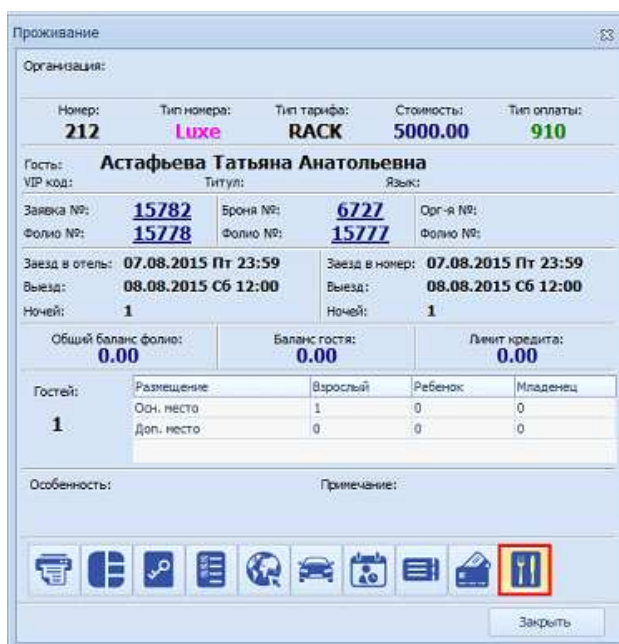 Проживание
Организация:
Номер: Тип номера: Тип тарифа: Стоимость: Тип оплаты:
212 Luxe RACK 5000.00 910
Гость: Астафьева Татьяна Анатольевна
VIP код: Титул: Язык:
Заявка №: 15782 Броня №: 6727 Орг-я №:
Фолио №: 15778 Фолио №: 15777 Фолио №:
Заезд в отель: 07.08.2015 Пт 23:59 Заезд в номер: 07.08.2015 Пт 23:59
Выезд: 08.08.2015 Сб 12:00 Выезд: 08.08.2015 Сб 12:00
Ночей: 1 Ночей: 1
Общий баланс фолио: Баланс гостя: Лимит кредита:
0.00 0.00 0.00
Гостей: Размещение Взрослый Ребенок Младенец
Осн. место 1 0 0
1 Доп. место 0 0 0
Особенность: Примечание:
Закрыть